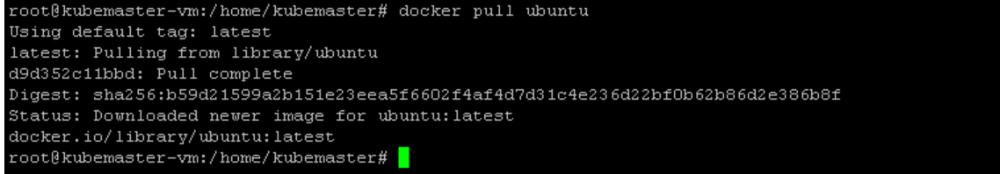 root@kubemaster-vm:/home/kubemaster# docker pull ubuntu
Using default tag: latest
latest: Pulling from library/ubuntu
d9d352c11bbd: Pull complete
Digest: sha256:b59d21599a2b151e23eea5f6602f4af4d7d31c4e236d22bf0b62b86d2e386b8f
Status: Downloaded newer image for ubuntu:latest
docker.io/library/ubuntu:latest
root@kubemaster-vm:/home/kubemaster#